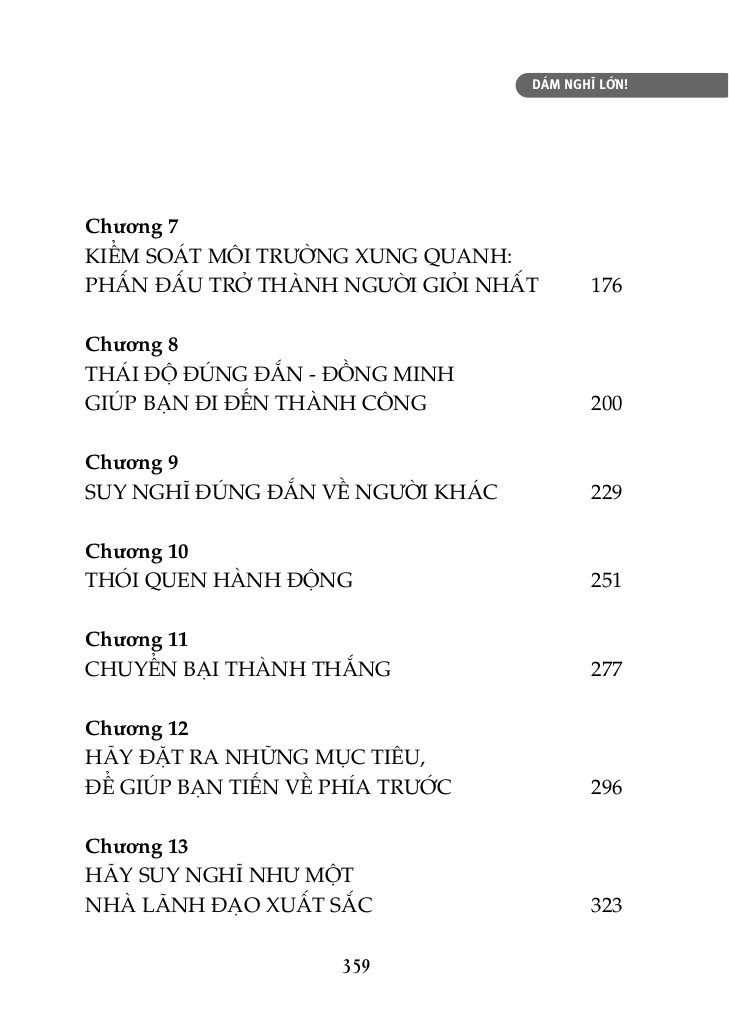 DÁM NGHĨ LỚN!
Chương 7
KIỂM SOÁT MÔI TRƯỜNG XUNG QUANH:
PHẤN ĐẤU TRỞ THÀNH NGƯỜI GIỎI NHẤT 176
Chương 8
THÁI ĐỘ ĐÚNG ĐẮN - ĐỒNG MINH
GIÚP BẠN ĐI ĐẾN THÀNH CÔNG 200
Chương 9
SUY NGHĨ ĐÚNG ĐẮN VỀ NGƯỜI KHÁC 229
Chương 10
THÓI QUEN HÀNH ĐỘNG 251
Chương 11
CHUYỂN BẠI THÀNH THẮNG 277
Chương 12
HÃY ĐẶT RA NHỮNG MỤC TIÊU,
ĐỂ GIÚP BẠN TIẾN VỀ PHÍA TRƯỚC 296
Chương 13
HÃY SUY NGHĨ NHƯ MỘT
NHÀ LÃNH ĐẠO XUẤT SẮC 323
359